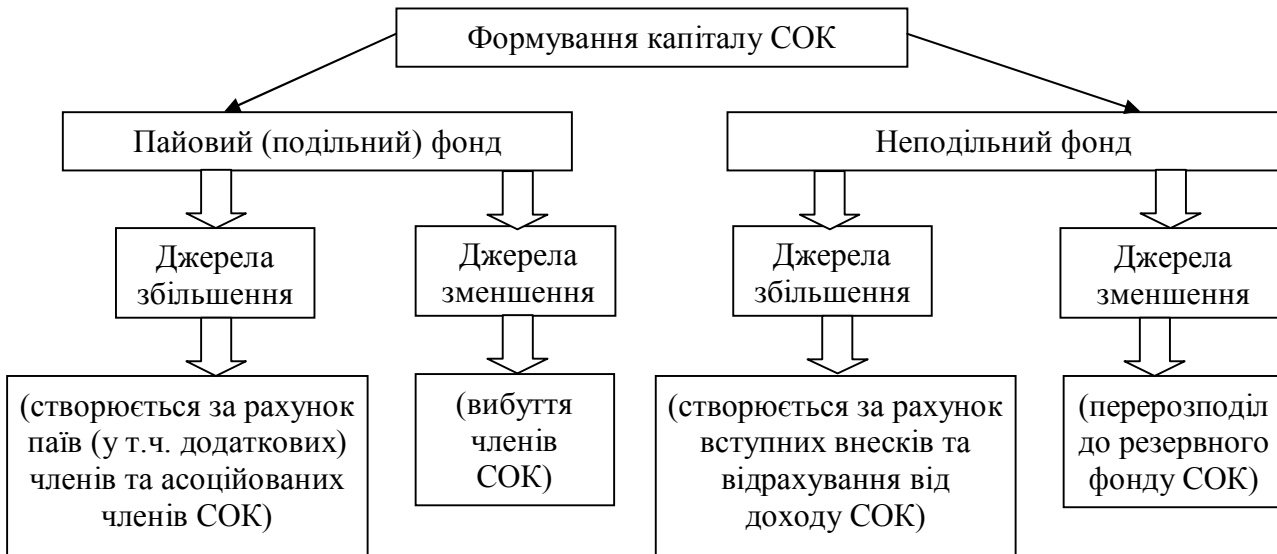 Формування капіталу СОК
Пайовий (подільний) фонд
Неподільний фонд
Джерела
збільшення
Джерела
зменшення
Джерела
збільшення
Джерела
зменшення
(створюється за рахунок
паїв (у т.ч. додаткових)
членів та асоційованих
членів СОК)
(вибуття
членів
СОК)
(створюється за рахунок
вступних внесків та
відрахування від
доходу СОК)
(перерозподіл
до резервного
фонду СОК)